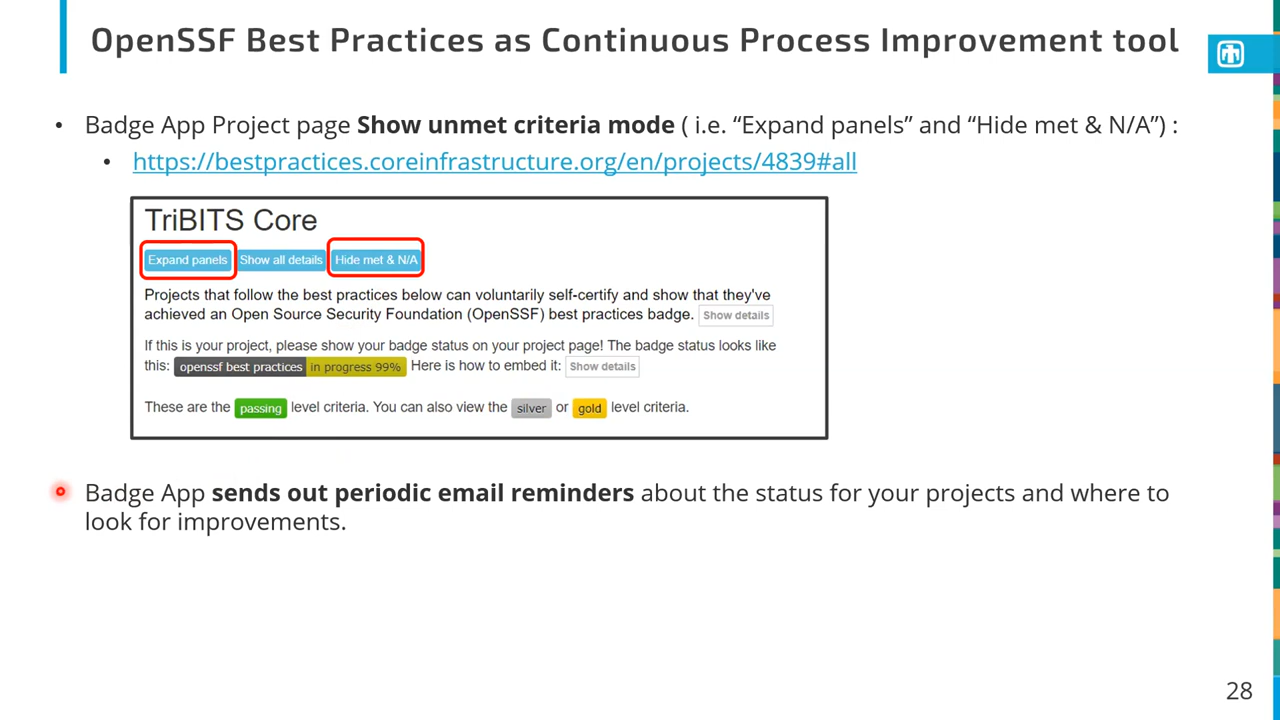 OpenSSF Best Practices as Continuous Process Improvement tool
• Badge App Project page Show unmet criteria mode ( i.e. “Expand panels” and “Hide met & N/A”) :
• https://bestpractices.coreinfrastructure.org/en/projects/4839#all
TriBITS Core
Expand panels Show all details Hide met & N/A
Projects that follow the best practices below can voluntarily self-certify and show that they've
achieved an Open Source Security Foundation (OpenSSF) best practices badge. Show details
If this is your project, please show your badge status on your project page! The badge status looks like
this: openssf best practices in progress 99% Here is how to embed it: Show details
These are the passing level criteria. You can also view the silver or gold level criteria.
Badge App sends out periodic email reminders about the status for your projects and where to
look for improvements.
28